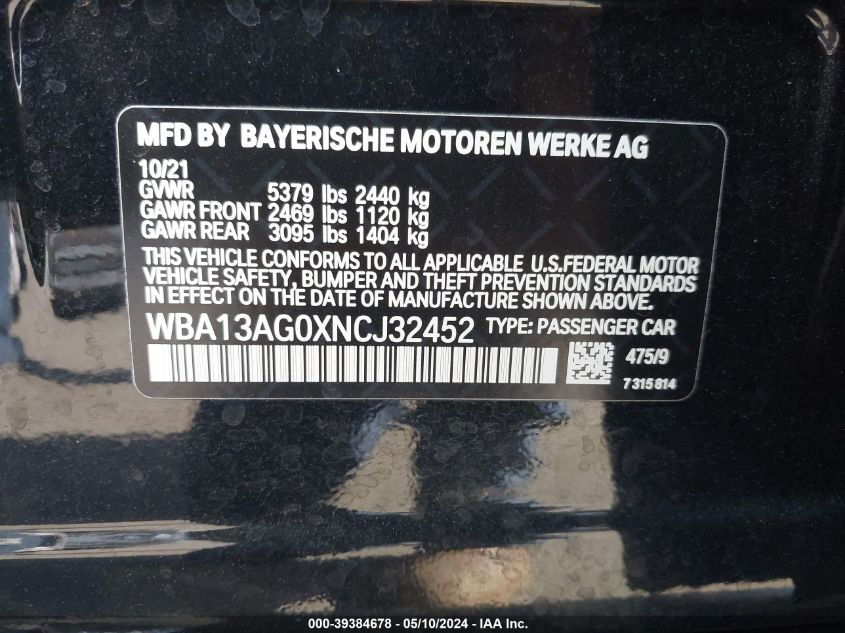 MFD BY BAYERISCHE MOTOREN WERKE AG
10/21
GVWR 5379 lbs 2440 kg
GAWR FRONT 2469 lbs 1120 kg
GAWR REAR 3095 lbs 1404 kg
THIS VEHICLE CONFORMS TO ALL APPLICABLE U.S.FEDERAL MOTOR
VEHICLE SAFETY, BUMPER AND THEFT PREVENTION STANDARDS
IN EFFECT ON THE DATE OF MANUFACTURE SHOWN ABOVE.
WBA13AG0XNCJ32452 TYPE: PASSENGER CAR
475/9
7315814
000-39384678 - 05/10/2024 - IAA Inc.